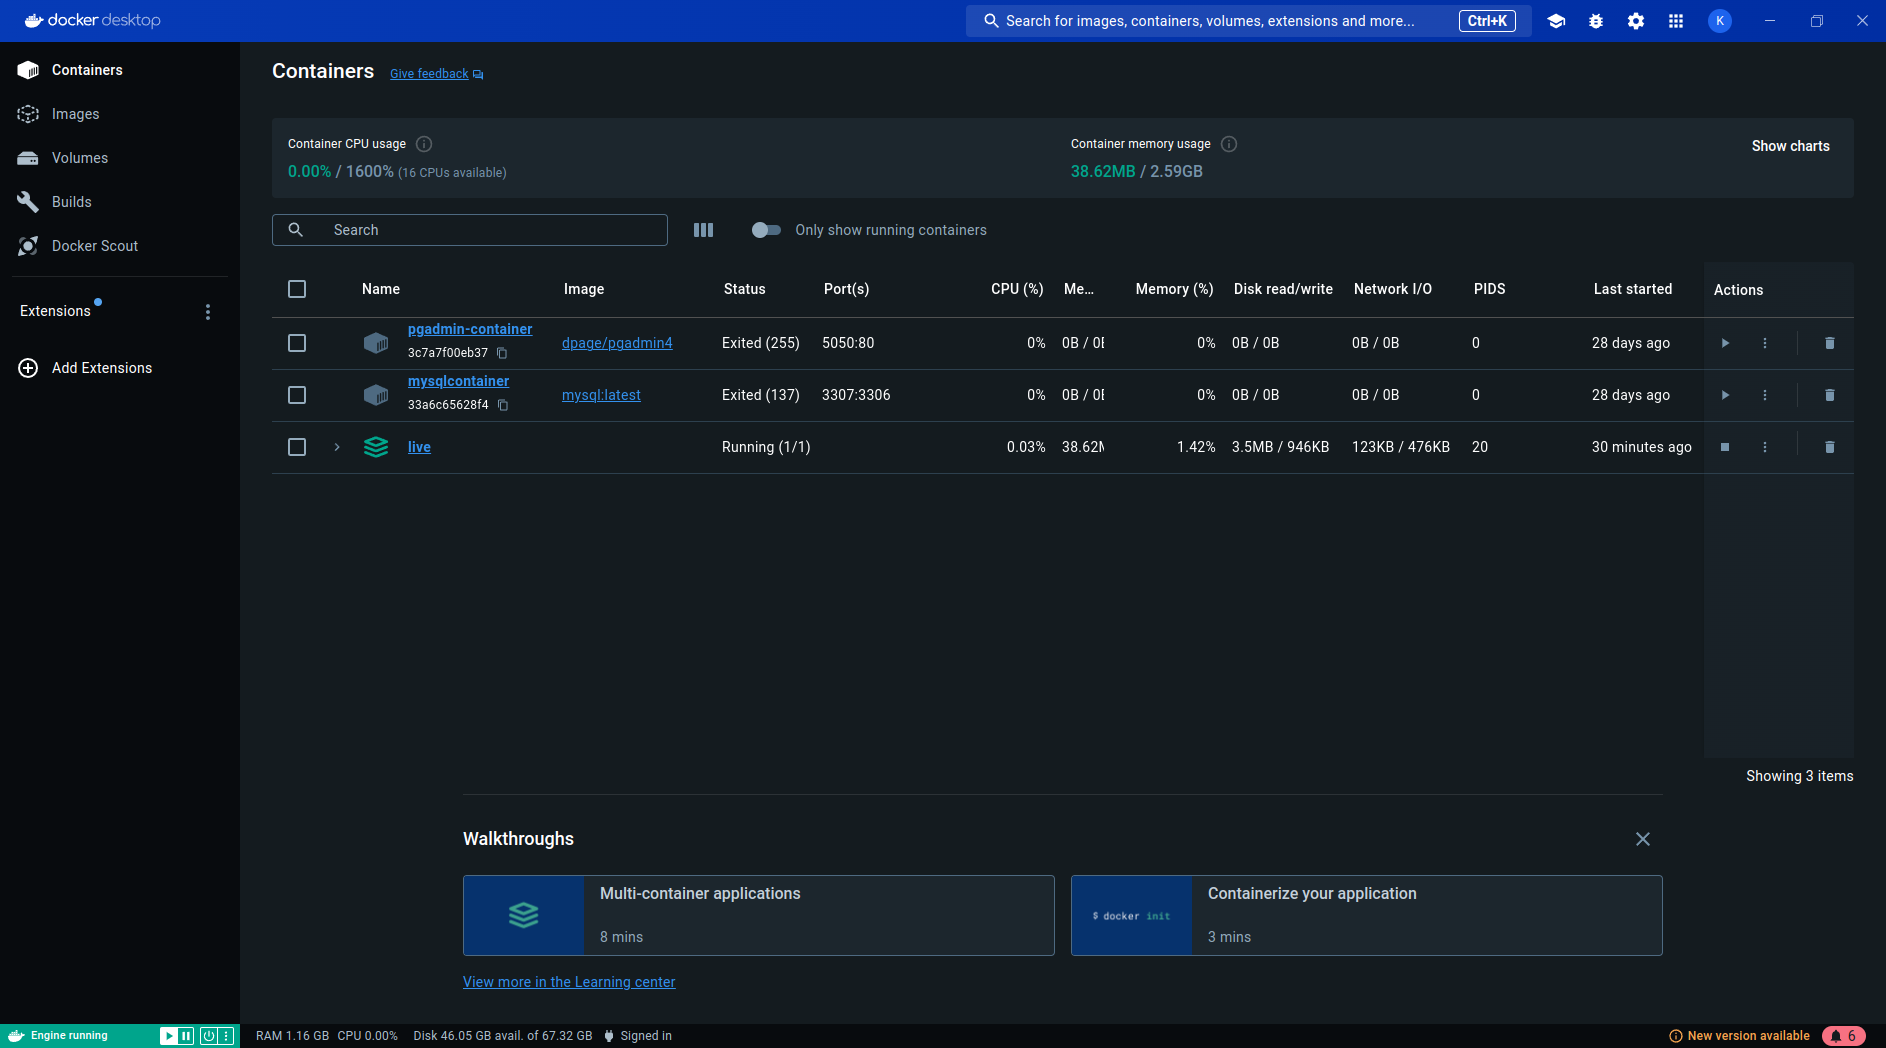 docker desktop
Search for images, containers, volumes, extensions and more...
Ctrl+K
K
Containers
Images
Volumes
Builds
Docker Scout
Extensions
Add Extensions
Containers
Give feedback
Container CPU usage
0.00% / 1600% (16 CPUs available)
Container memory usage
38.62MB / 2.59GB
Show charts
Search
Only show running containers
Name Image Status Port(s) CPU (%) Me... Memory (%) Disk read/write Network I/O PIDS Last started Actions
pgadmin-container
3c7a7f00eb37
dpage/pgadmin4 Exited (255) 5050:80 0% 0B / 0B 0% 0B / 0B 0B / 0B 0 28 days ago
mysqlcontainer
33a6c65628f4
mysql:latest Exited (137) 3307:3306 0% 0B / 0B 0% 0B / 0B 0B / 0B 0 28 days ago
live Running (1/1) 0.03% 38.62M 1.42% 3.5MB / 946KB 123KB / 476KB 20 30 minutes ago
Showing 3 items
Walkthroughs
Multi-container applications
8 mins
$ docker init
Containerize your application
3 mins
View more in the Learning center
Engine running
RAM 1.16 GB CPU 0.00% Disk 46.05 GB avail. of 67.32 GB Signed in
New version available
6